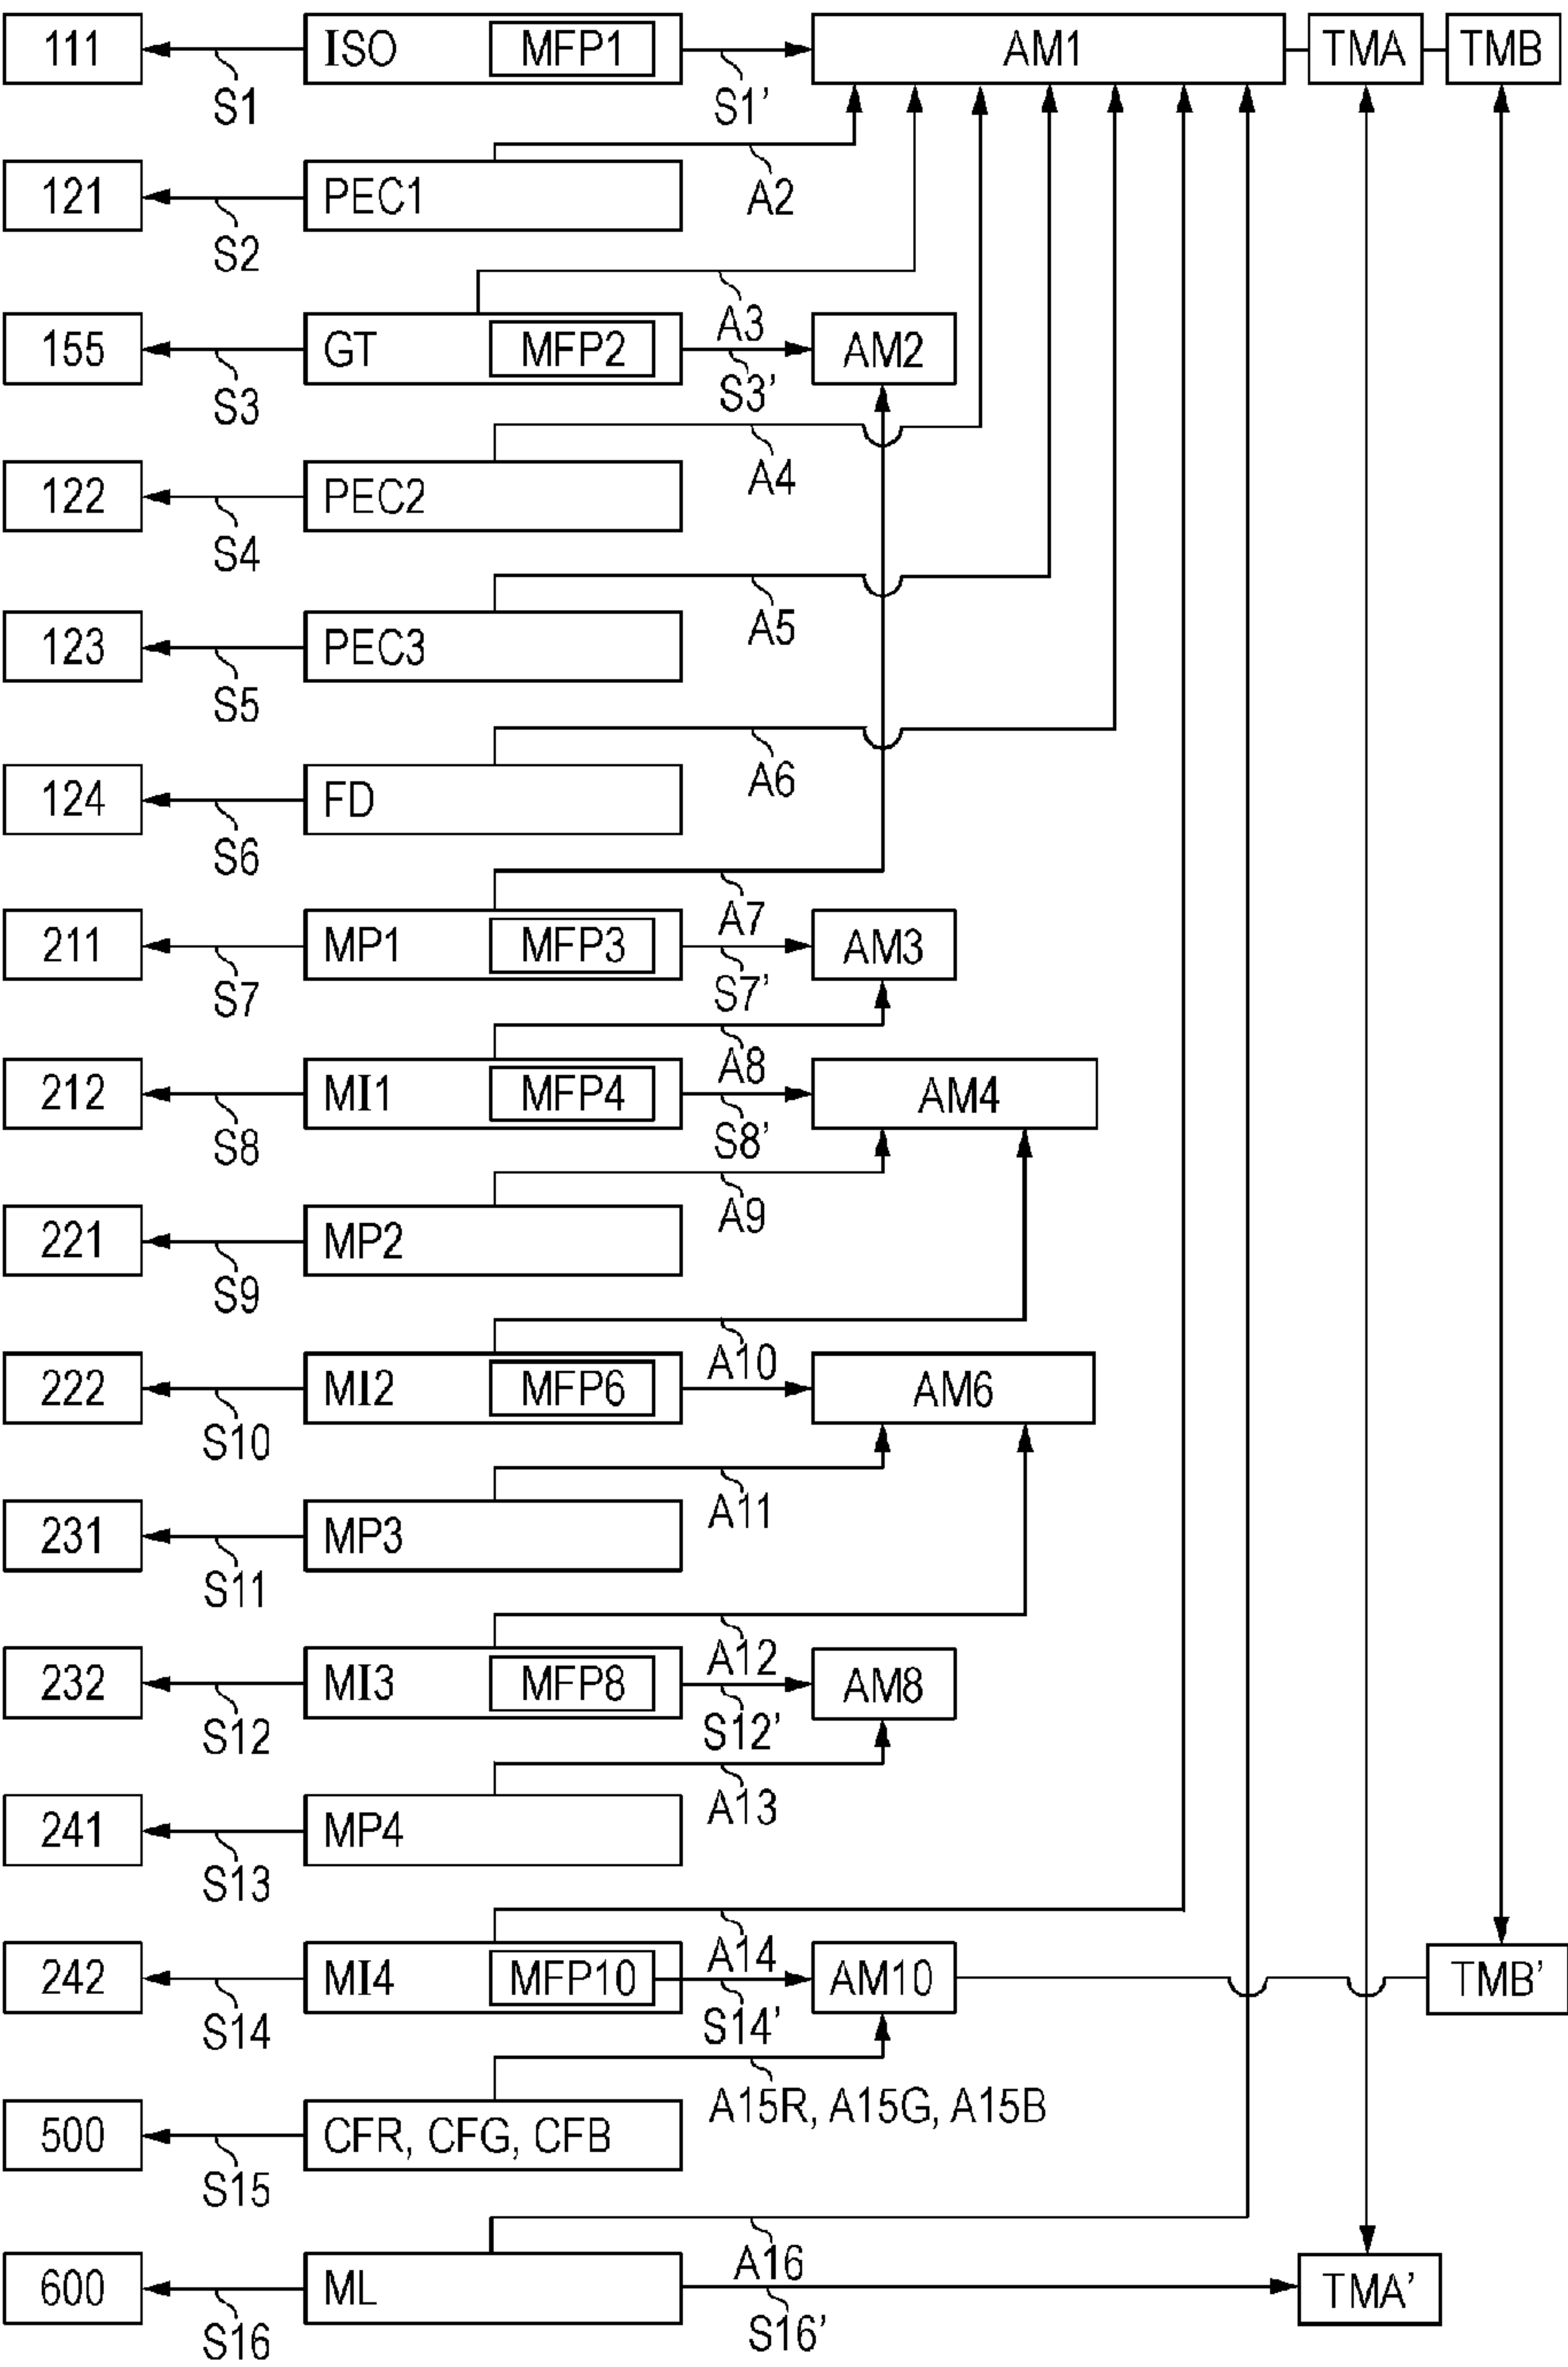 111 ISO MFP1 AM1 TMA TMB
S1 S1’
121 PEC1 A2
S2
155 GT MFP2 A3 AM2
S3 S3’
122 PEC2 A4
S4
123 PEC3 A5
S5
124 FD A6
S6
211 MP1 MFP3 A7 AM3
S7 S7’
212 MI1 MFP4 A8 AM4
S8 S8’
221 MP2 A9
S9
222 MI2 MFP6 A10 AM6
S10
231 MP3 A11
S11
232 MI3 MFP8 A12 AM8
S12 S12’
241 MP4 A13
S13
242 MI4 MFP10 A14 AM10 TMB’
S14 S14’
500 CFR, CFG, CFB A15R, A15G, A15B
S15
600 ML A16 TMA’
S16 S16’